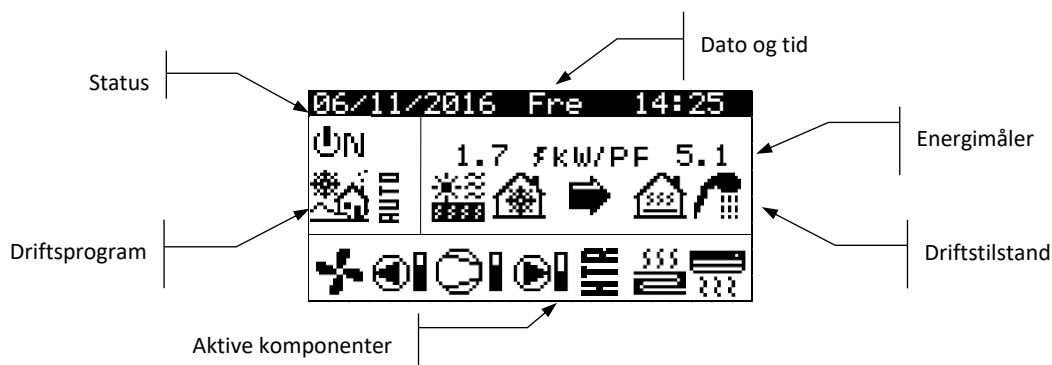 Dato og tid
Status
06/11/2016 Fre 14:25
ON
1.7 kW/PF 5.1
Energimåler
AUTO
Driftsprogram
Driftstilstand
HTR
Aktive komponenter